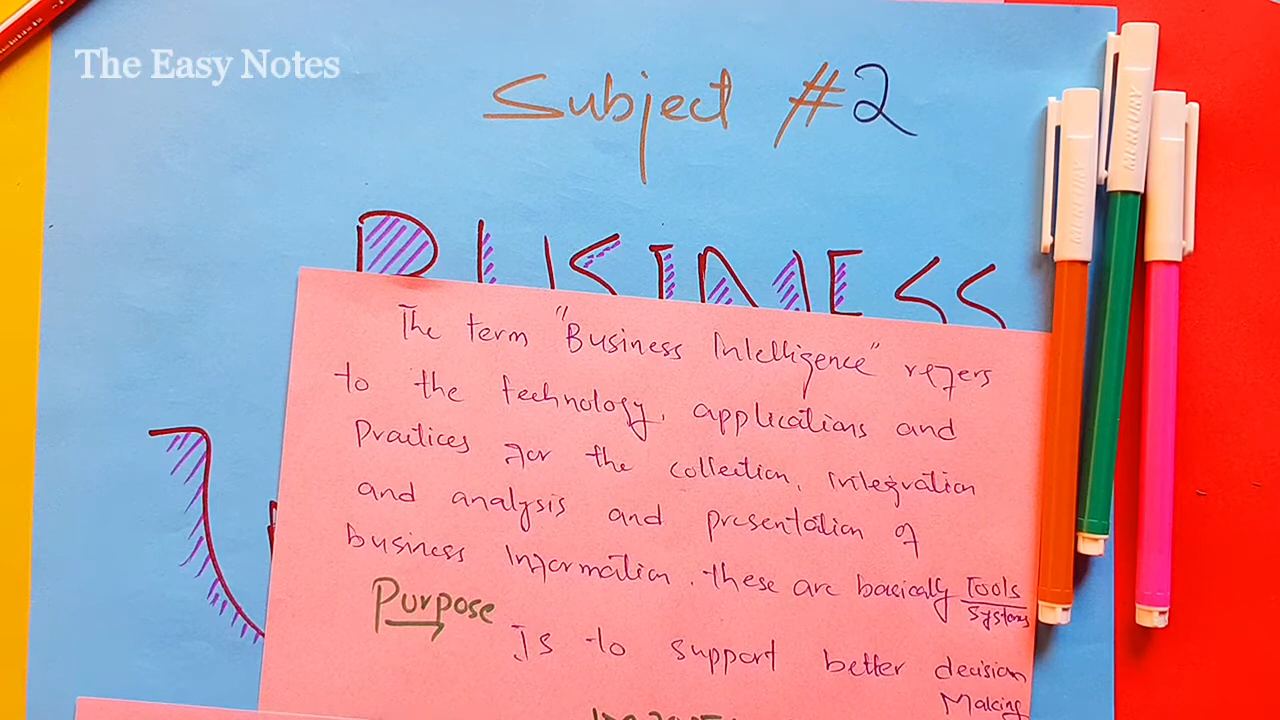 The Easy Notes
Subject #2
BUSINESS
The term "Business Intelligence" refers
to the technology, applications and
Practices for the collection, integration
and analysis and presentation of
business information. these are basically Tools
Systems
Purpose
Is to support better decision
Making
MERCURY
MERCURY
MERCURY